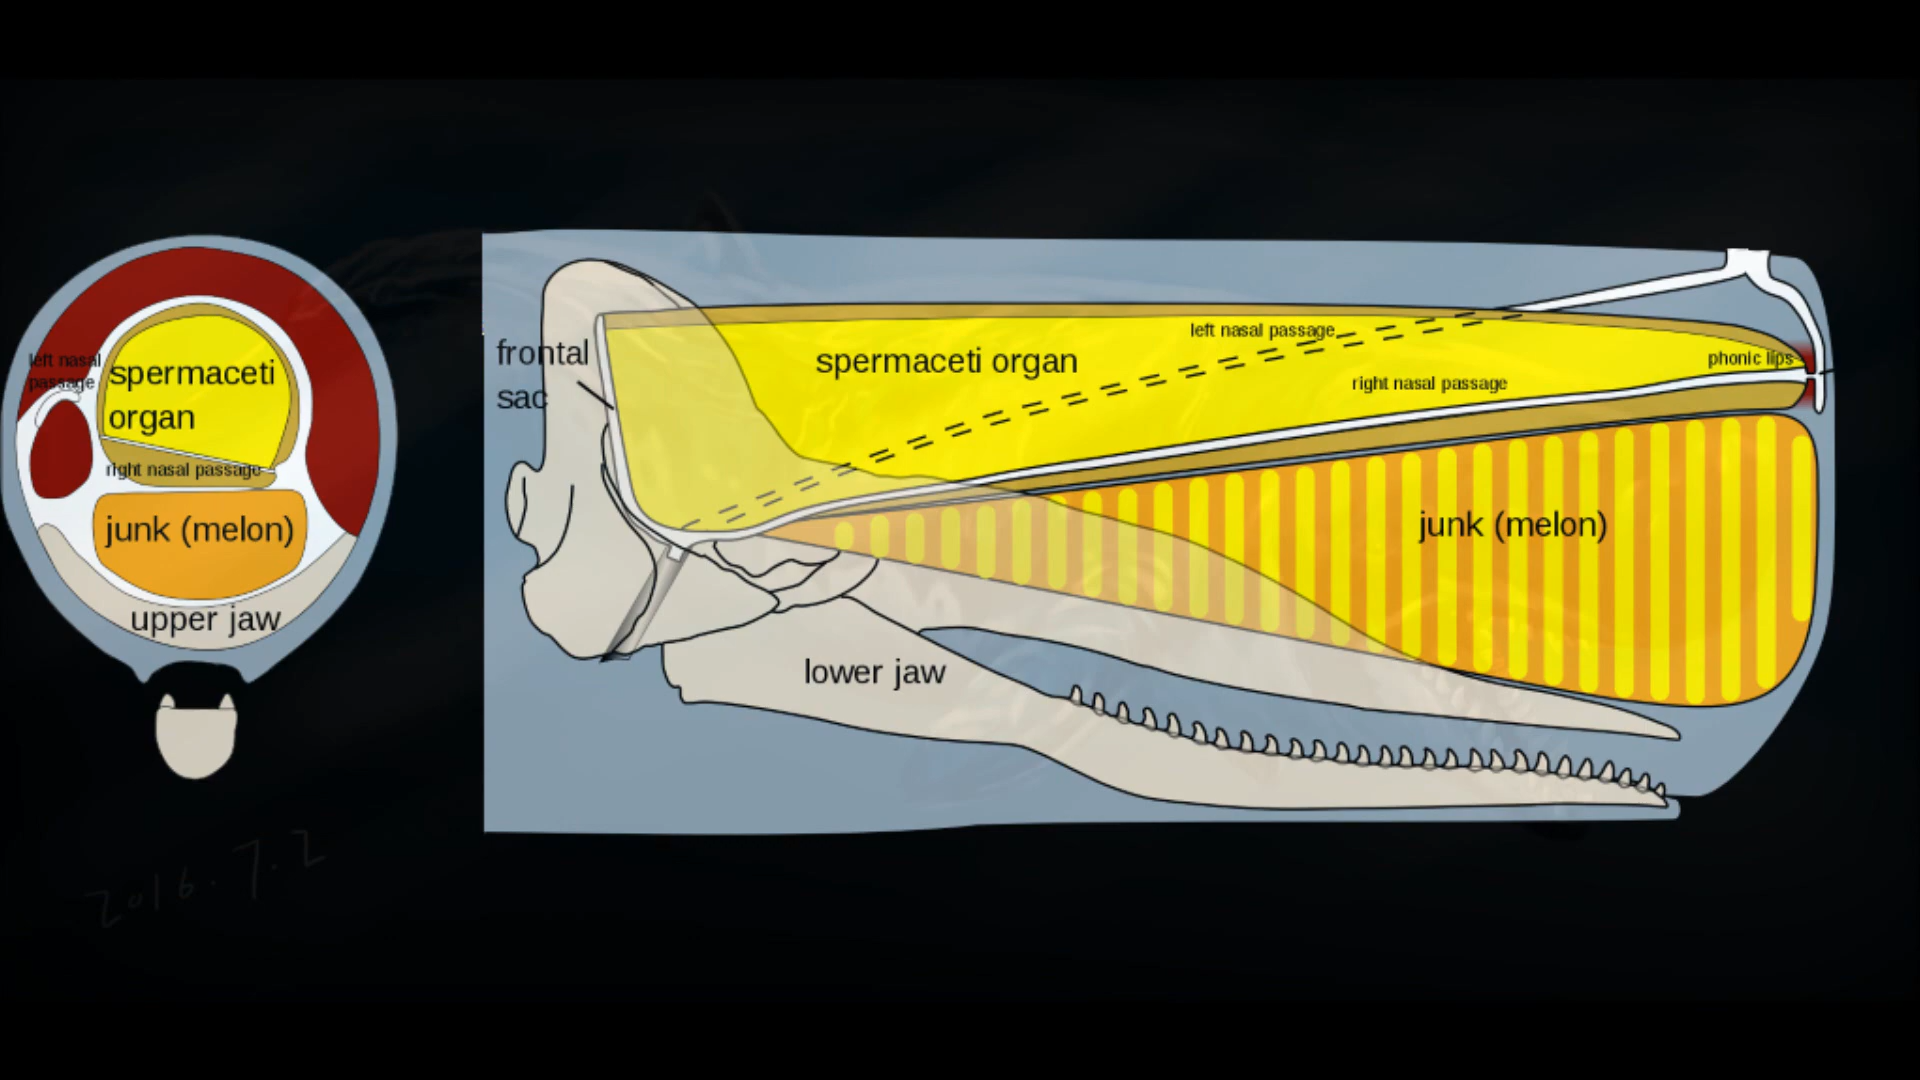 left nasal
passage
spermaceti
organ
right nasal passage
junk (melon)
upper jaw
frontal
sac
spermaceti organ
left nasal passage
right nasal passage
phonic lips
junk (melon)
lower jaw
2016.7.2